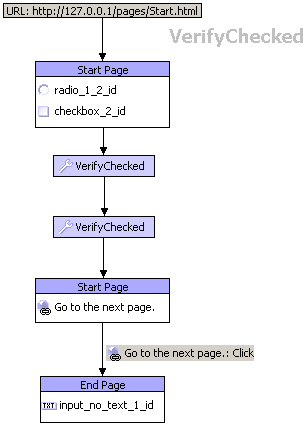 URL: http://127.0.0.1/pages/Start.html
VerifyChecked
Start Page
radio_1_2_id
checkbox_2_id
VerifyChecked
VerifyChecked
Start Page
Go to the next page.
Go to the next page.: Click
End Page
TXT input_no_text_1_id